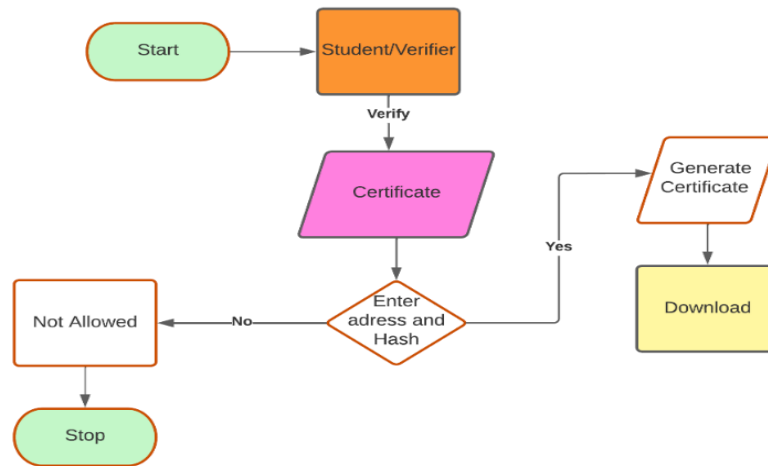 Start
Student/Verifier
Verify
Certificate
Generate
Certificate
Yes
Enter
adress and
Hash
No
Not Allowed
Download
Stop